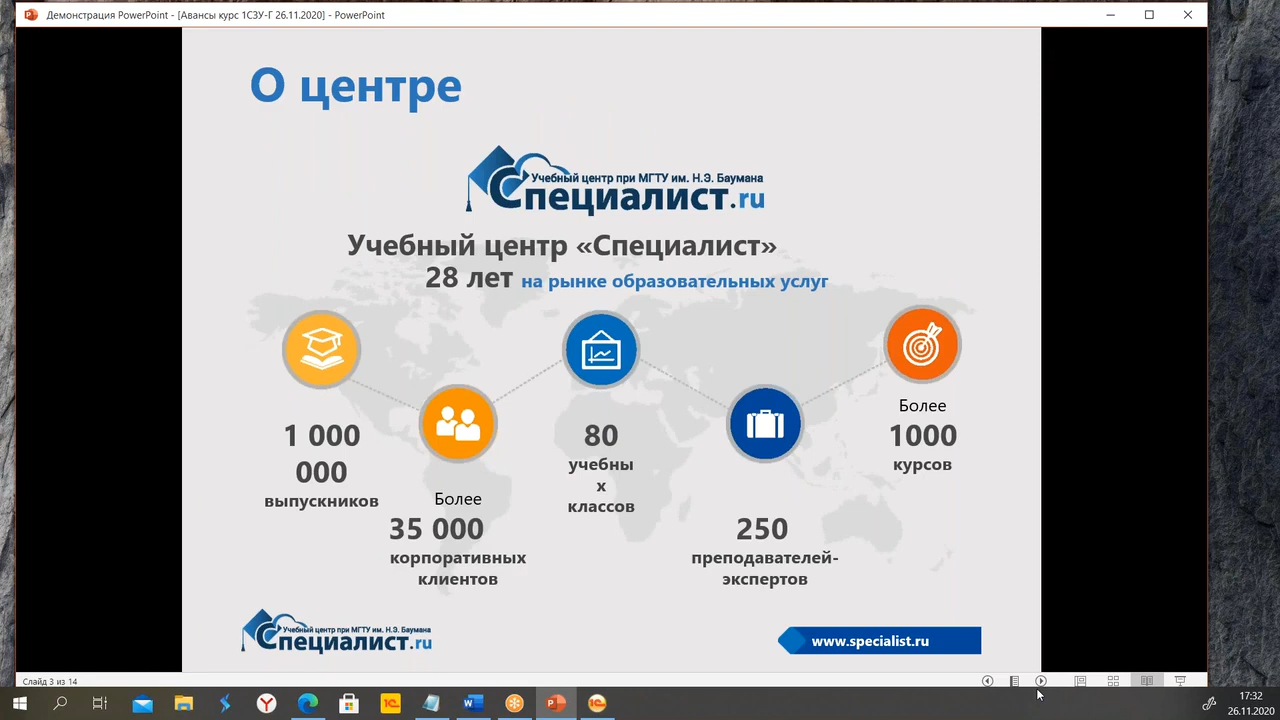 Демонстрация PowerPoint - [Авансы курс 1СЗУ-Г 26.11.2020] - PowerPoint
О центре
Учебный центр при МГТУ им. Н.Э. Баумана
Специалист.ru
Учебный центр «Специалист»
28 лет на рынке образовательных услуг
1 000
000
выпускников
Более
35 000
корпоративных
клиентов
80
учебны
х
классов
250
преподавателей-
экспертов
Более
1000
курсов
Учебный центр при МГТУ им. Н.Э. Баумана
Специалист.ru
www.specialist.ru
Слайд 3 из 14
17:32
26.11.2020